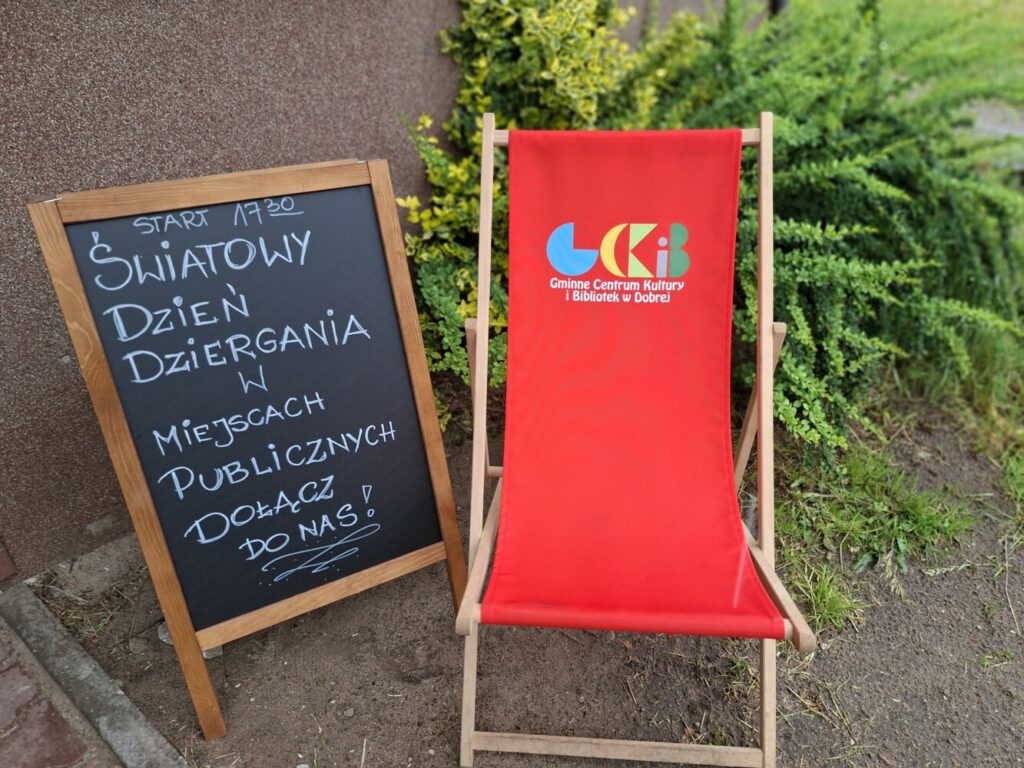 START 17³⁰
ŚWIATOWY
DZIEŃ
DZIERGANIA
W
MIEJSCACH
PUBLICZNYCH
DOŁĄCZ
DO NAS!
GCKiB
Gminne Centrum Kultury
i Bibliotek w Dobrej